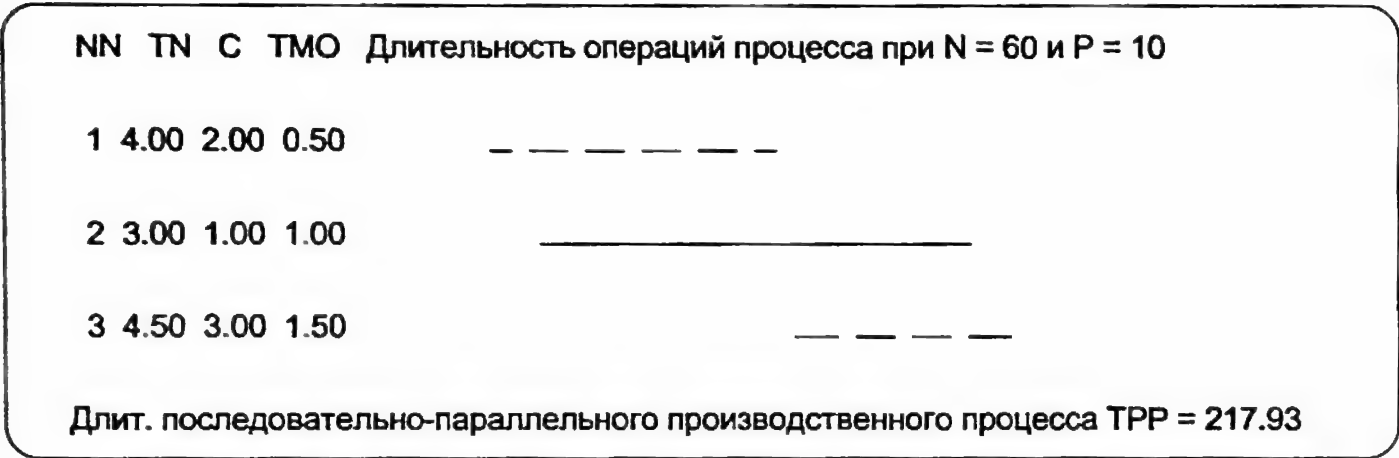 NN TN C TMO Длительность операций процесса при N = 60 и P = 10
1 4.00 2.00 0.50
2 3.00 1.00 1.00
3 4.50 3.00 1.50
Длит. последовательно-параллельного производственного процесса TPP = 217.93